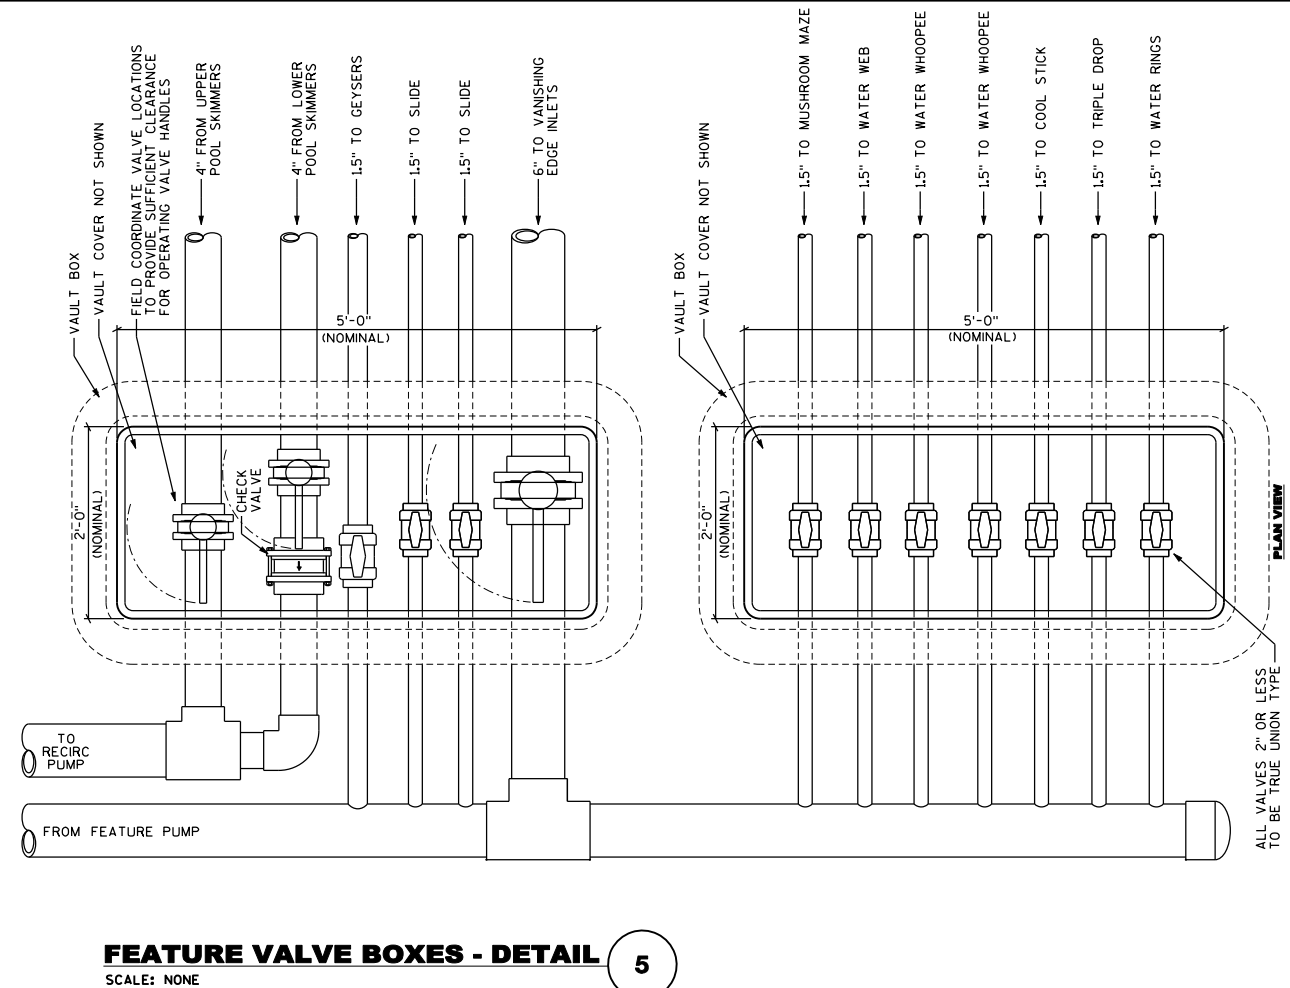 VAULT BOX
VAULT COVER NOT SHOWN
FIELD COORDINATE VALVE LOCATIONS
TO PROVIDE SUFFICIENT CLEARANCE
FOR OPERATING VALVE HANDLES
4" FROM UPPER
POOL SKIMMERS
4" FROM LOWER
POOL SKIMMERS
1.5" TO GEYSERS
1.5" TO SLIDE
1.5" TO SLIDE
6" TO VANISHING
EDGE INLETS
5'-0"
(NOMINAL)
2'-0"
(NOMINAL)
CHECK
VALVE
TO
RECIRC
PUMP
FROM FEATURE PUMP
VAULT BOX
VAULT COVER NOT SHOWN
1.5" TO MUSHROOM MAZE
1.5" TO WATER WEB
1.5" TO WATER WHOOPEE
1.5" TO WATER WHOOPEE
1.5" TO COOL STICK
1.5" TO TRIPLE DROP
1.5" TO WATER RINGS
5'-0"
(NOMINAL)
2'-0"
(NOMINAL)
PLAN VIEW
ALL VALVES 2" OR LESS
TO BE TRUE UNION TYPE
FEATURE VALVE BOXES - DETAIL
5
SCALE: NONE